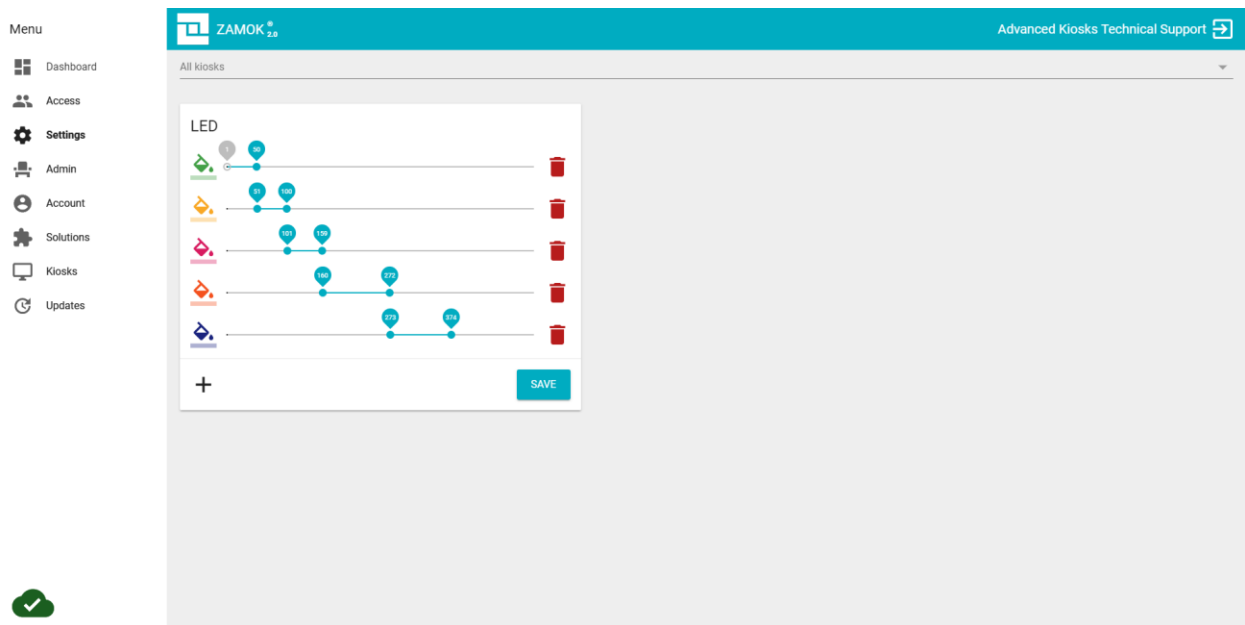 Menu
Dashboard
Access
Settings
Admin
Account
Solutions
Kiosks
Updates
ZAMOK® 2.0
Advanced Kiosks Technical Support
All kiosks
LED
1 50
51 100
101 159
160 272
273 374
SAVE